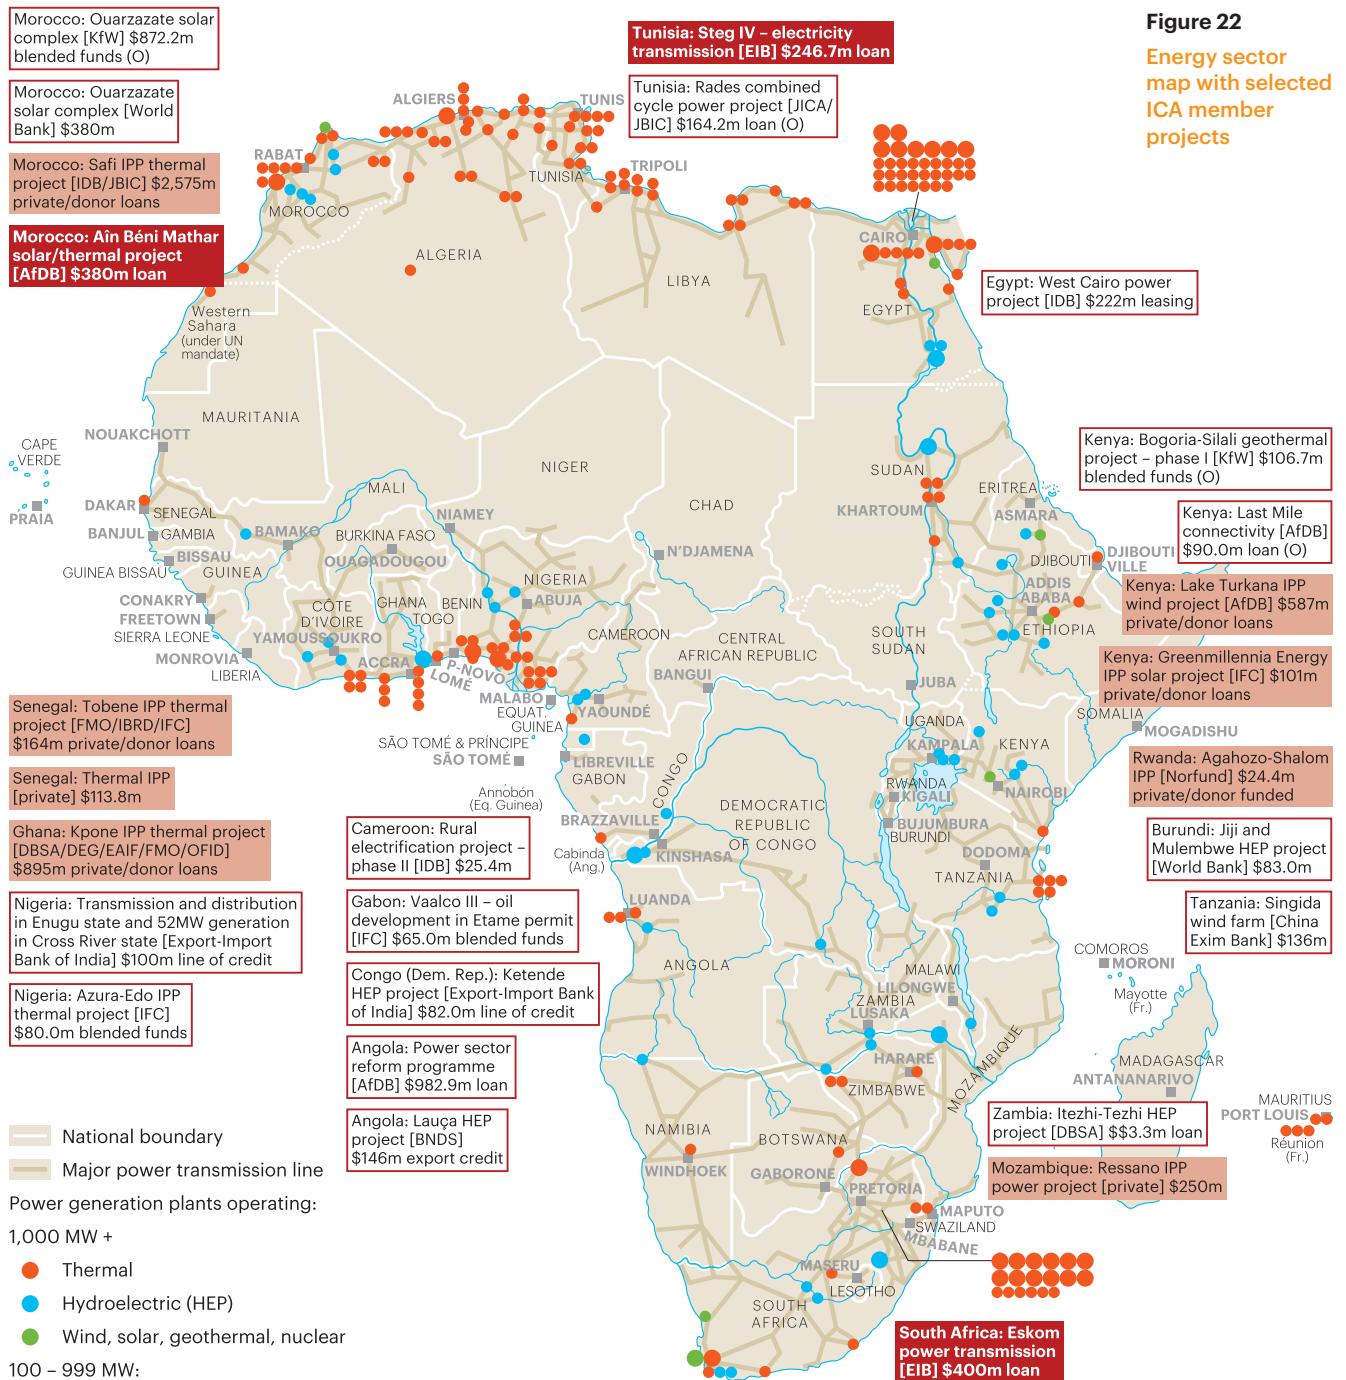 Figure 22
Energy sector
map with selected
ICA member
projects
Morocco: Ouarzazate solar
complex [KfW] $872.2m
blended funds (O)
Morocco: Ouarzazate
solar complex [World
Bank] $380m
Morocco: Safi IPP thermal
project [IDB/JBIC] $2,575m
private/donor loans
Morocco: Aîn Béni Mathar
solar/thermal project
[AfDB] $380m loan
Tunisia: Steg IV – electricity
transmission [EIB] $246.7m loan
Tunisia: Rades combined
cycle power project [JICA/
JBIC] $164.2m loan (O)
Egypt: West Cairo power
project [IDB] $222m leasing
Kenya: Bogoria-Silali geothermal
project – phase I [KfW] $106.7m
blended funds (O)
Kenya: Last Mile
connectivity [AfDB]
$90.0m loan (O)
Kenya: Lake Turkana IPP
wind project [AfDB] $587m
private/donor loans
Kenya: Greenmillennia Energy
IPP solar project [IFC] $101m
private/donor loans
Rwanda: Agahozo-Shalom
IPP [Norfund] $24.4m
private/donor funded
Burundi: Jiji and
Mulembwe HEP project
[World Bank] $83.0m
Tanzania: Singida
wind farm [China
Exim Bank] $136m
Zambia: Itezhi-Tezhi HEP
project [DBSA] $$3.3m loan
Mozambique: Ressano IPP
power project [private] $250m
South Africa: Eskom
power transmission
[EIB] $400m loan
Senegal: Tobene IPP thermal
project [FMO/IBRD/IFC]
$164m private/donor loans
Senegal: Thermal IPP
[private] $113.8m
Ghana: Kpone IPP thermal project
[DBSA/DEG/EAIF/FMO/OFID]
$895m private/donor loans
Nigeria: Transmission and distribution
in Enugu state and 52MW generation
in Cross River state [Export-Import
Bank of India] $100m line of credit
Nigeria: Azura-Edo IPP
thermal project [IFC]
$80.0m blended funds
Cameroon: Rural
electrification project –
phase II [IDB] $25.4m
Gabon: Vaalco III – oil
development in Etame permit
[IFC] $65.0m blended funds
Congo (Dem. Rep.): Ketende
HEP project [Export-Import Bank
of India] $82.0m line of credit
Angola: Power sector
reform programme
[AfDB] $982.9m loan
Angola: Lauça HEP
project [BNDS]
$146m export credit
ALGIERS
TUNIS
RABAT
TRIPOLI
TUNISIA
MOROCCO
ALGERIA
LIBYA
CAIRO
EGYPT
Western
Sahara
(under UN
mandate)
MAURITANIA
NOUAKCHOTT
CAPE
VERDE
PRAIA
DAKAR
SENEGAL
BANJUL
GAMBIA
BISSAU
GUINEA BISSAU
GUINEA
CONAKRY
FREETOWN
SIERRA LEONE
MONROVIA
LIBERIA
MALI
BAMAKO
NIGER
NIAMEY
BURKINA FASO
OUAGADOUGOU
CÔTE
D’IVOIRE
YAMOUSSOUKRO
GHANA
TOGO
BENIN
ACCRA
LOMÉ
P-NOVO
NIGERIA
ABUJA
CHAD
N’DJAMENA
SUDAN
KHARTOUM
ERITREA
ASMARA
DJIBOUTI
DJIBOUTI
VILLE
ADDIS
ABABA
ETHIOPIA
SOUTH
SUDAN
JUBA
CENTRAL
AFRICAN REPUBLIC
BANGUI
CAMEROON
YAOUNDÉ
MALABO
EQUAT.
GUINEA
SÃO TOMÉ & PRÍNCIPE
SÃO TOMÉ
LIBREVILLE
GABON
Annobón
(Eq. Guinea)
CONGO
BRAZZAVILLE
KINSHASA
Cabinda
(Ang.)
DEMOCRATIC
REPUBLIC
OF CONGO
UGANDA
KAMPALA
KENYA
NAIROBI
SOMALIA
MOGADISHU
RWANDA
KIGALI
BUJUMBURA
BURUNDI
DODOMA
TANZANIA
LUANDA
ANGOLA
MALAWI
LILONGWE
ZAMBIA
LUSAKA
HARARE
ZIMBABWE
MOZAMBIQUE
COMOROS
MORONI
Mayotte
(Fr.)
MADAGASCAR
ANTANANARIVO
MAURITIUS
PORT LOUIS
Réunion
(Fr.)
NAMIBIA
WINDHOEK
BOTSWANA
GABORONE
PRETORIA
MAPUTO
SWAZILAND
MBABANE
MASERU
LESOTHO
SOUTH
AFRICA
National boundary
Major power transmission line
Power generation plants operating:
1,000 MW +
Thermal
Hydroelectric (HEP)
Wind, solar, geothermal, nuclear
100 – 999 MW: